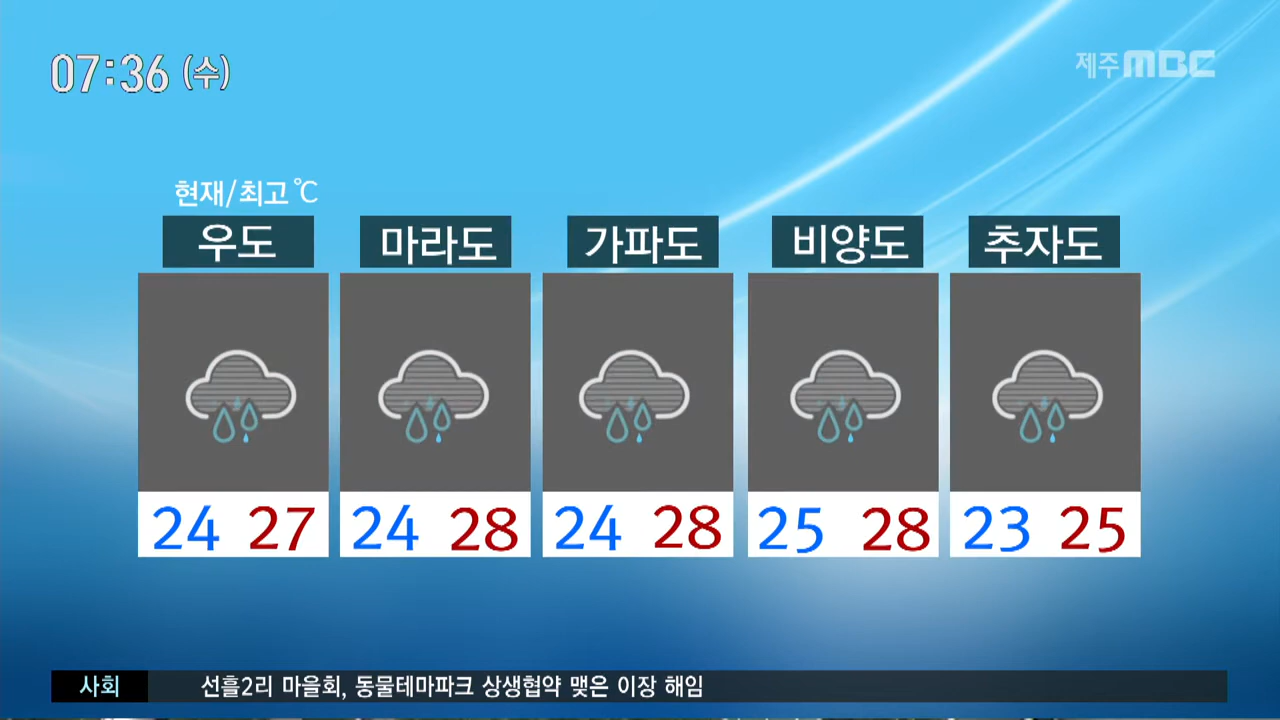 07:36 (수)
제주MBC
현재/최고℃
우도 마라도 가파도 비양도 추자도
24 27 24 28 24 28 25 28 23 25
사회 선흘2리 마을회, 동물테마파크 상생협약 맺은 이장 해임